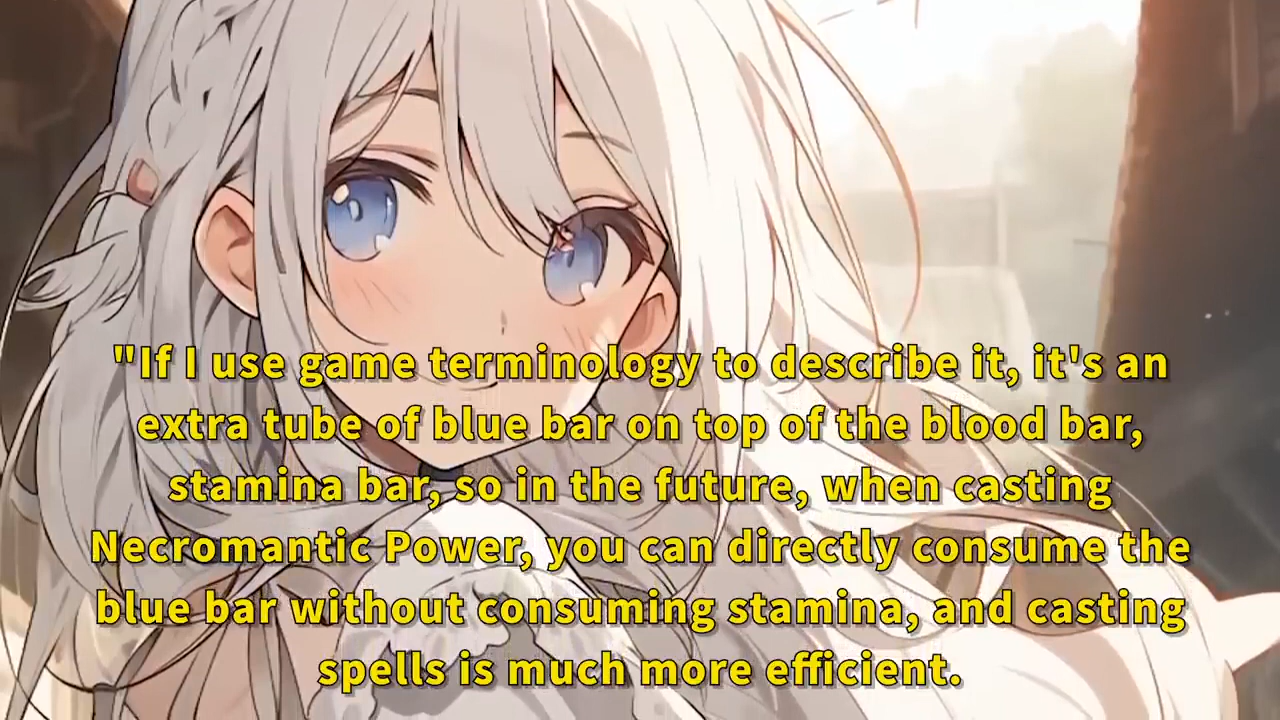 "If I use game terminology to describe it, it's an
extra tube of blue bar on top of the blood bar,
stamina bar, so in the future, when casting
Necromantic Power, you can directly consume the
blue bar without consuming stamina, and casting
spells is much more efficient.